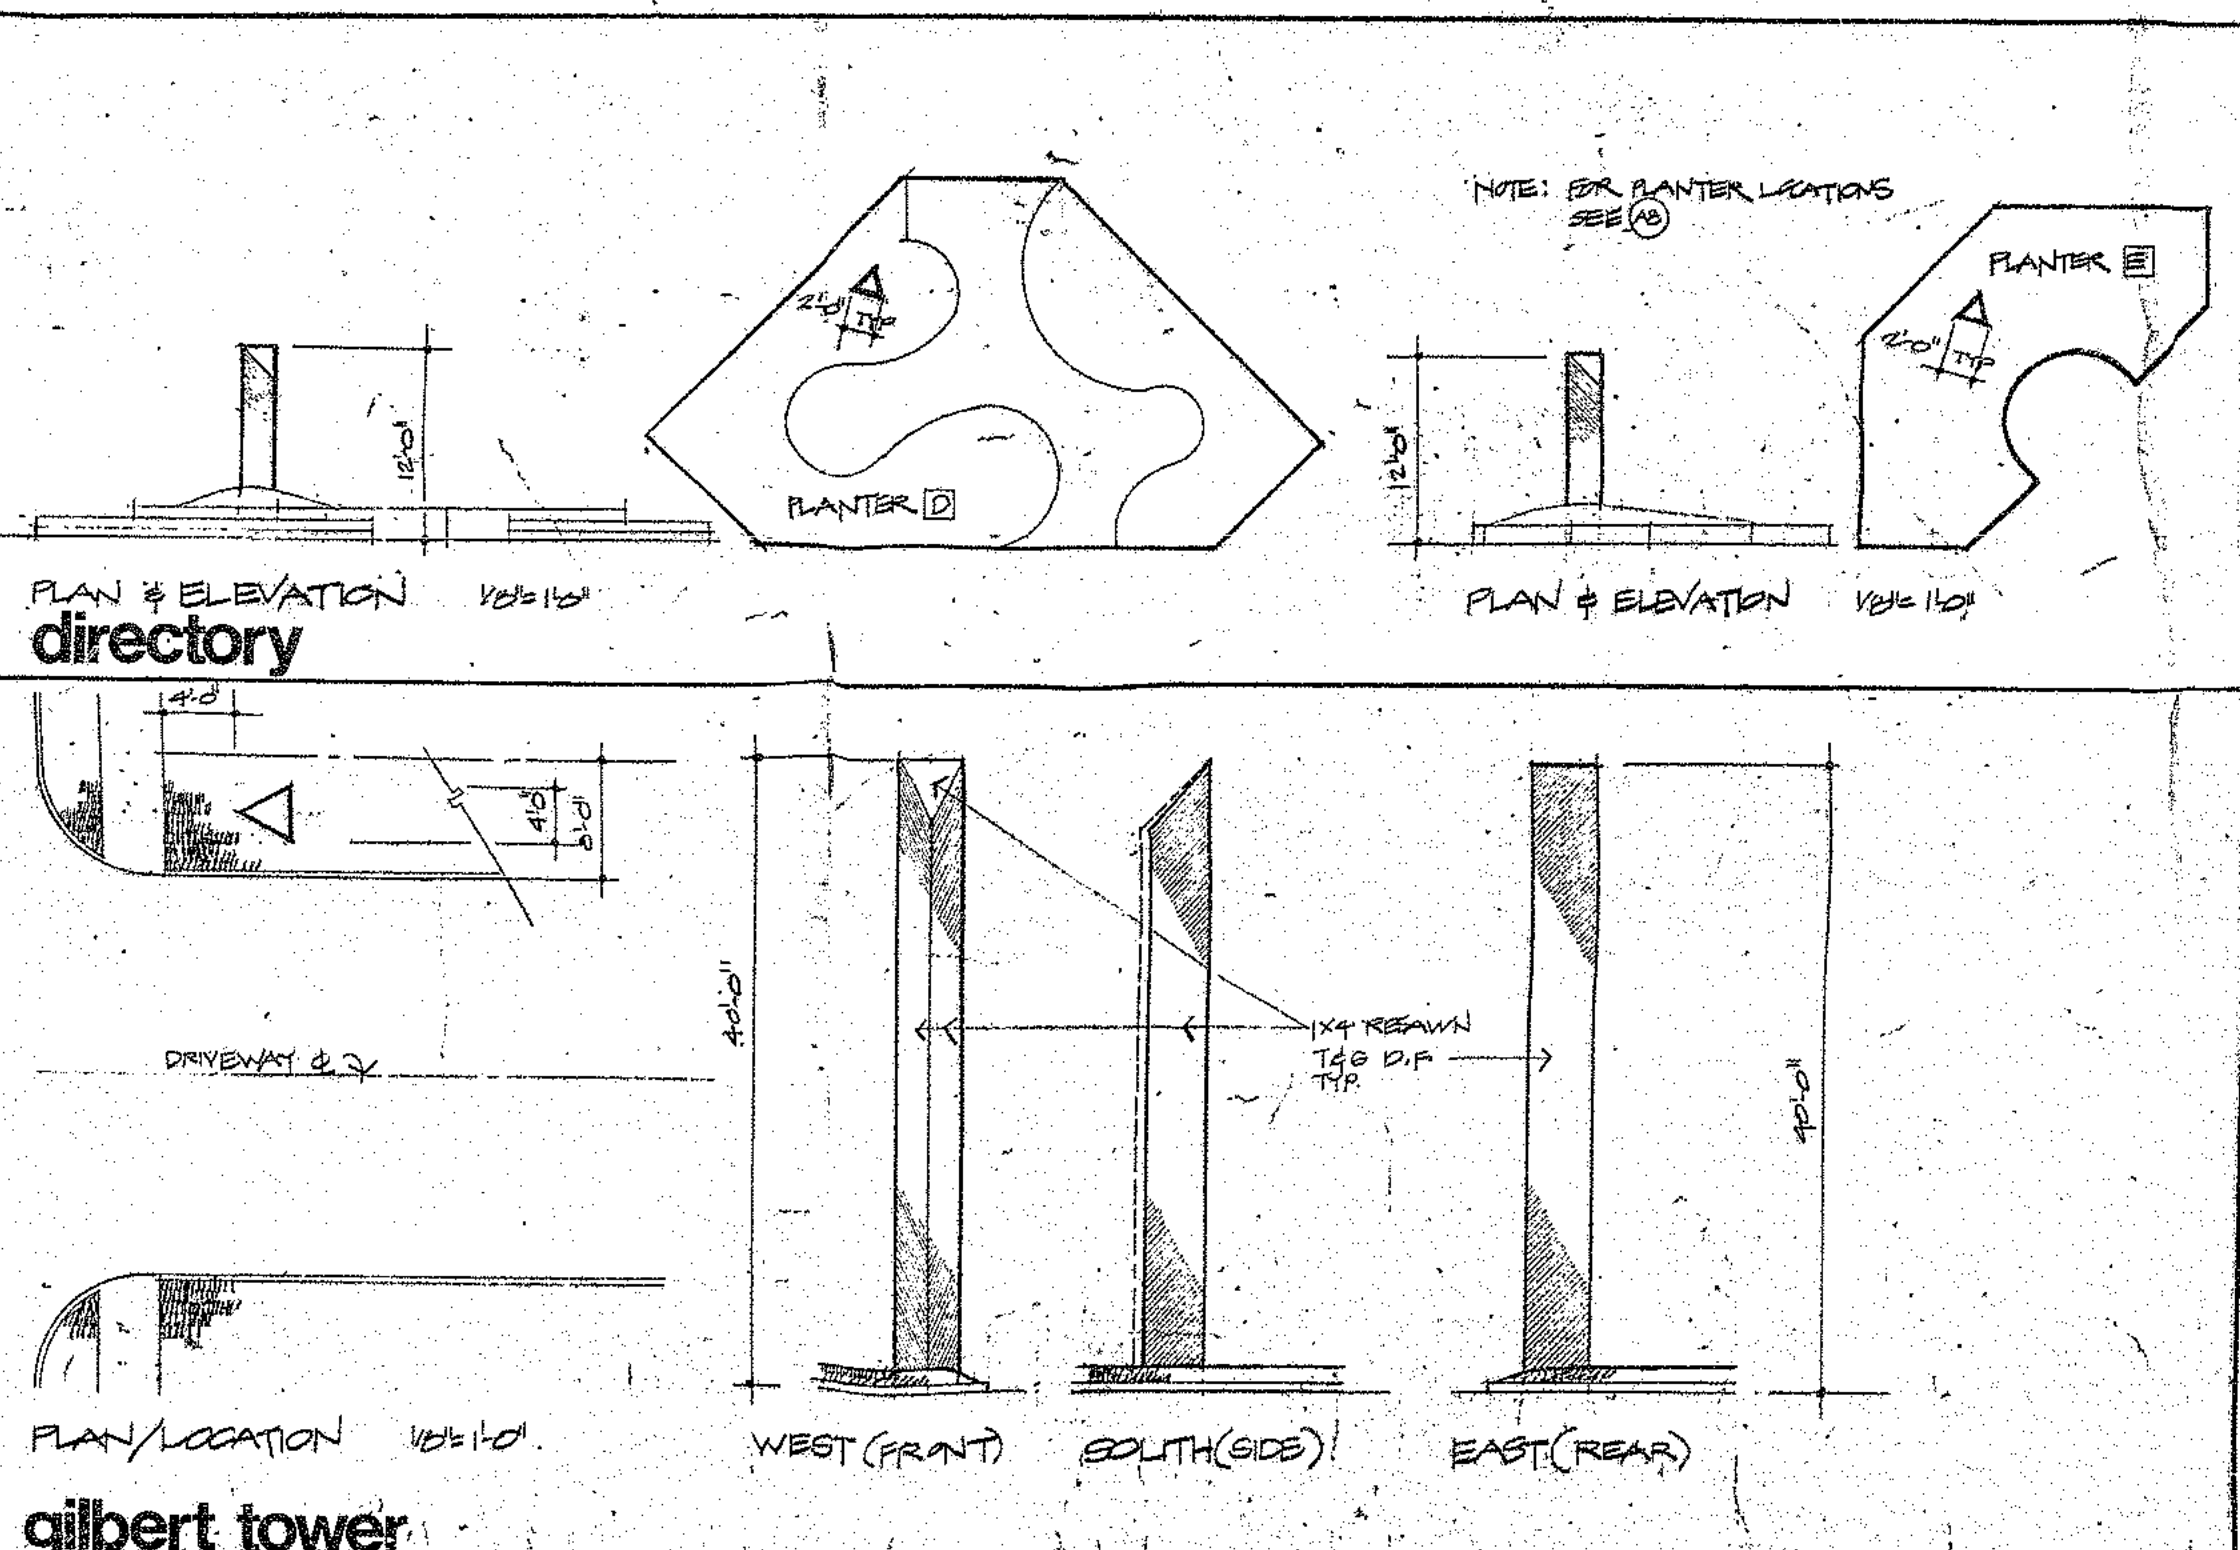 NOTE: FOR PLANTER LOCATIONS
SEE A8
2'-0" TYP
PLANTER D
12'-0"
PLANTER E
2'-0" TYP
12'-0"
PLAN & ELEVATION 1/8"=1'-0"
directory
PLAN & ELEVATION 1/8"=1'-0"
4'-0"
4'-0"
8'-0"
DRIVEWAY ℄
40'-0"
1X4 RESAWN
T&G D.F.
TYP.
40'-0"
PLAN/LOCATION 1/8"=1'-0"
WEST (FRONT)
SOUTH (SIDE)
EAST (REAR)
gilbert tower